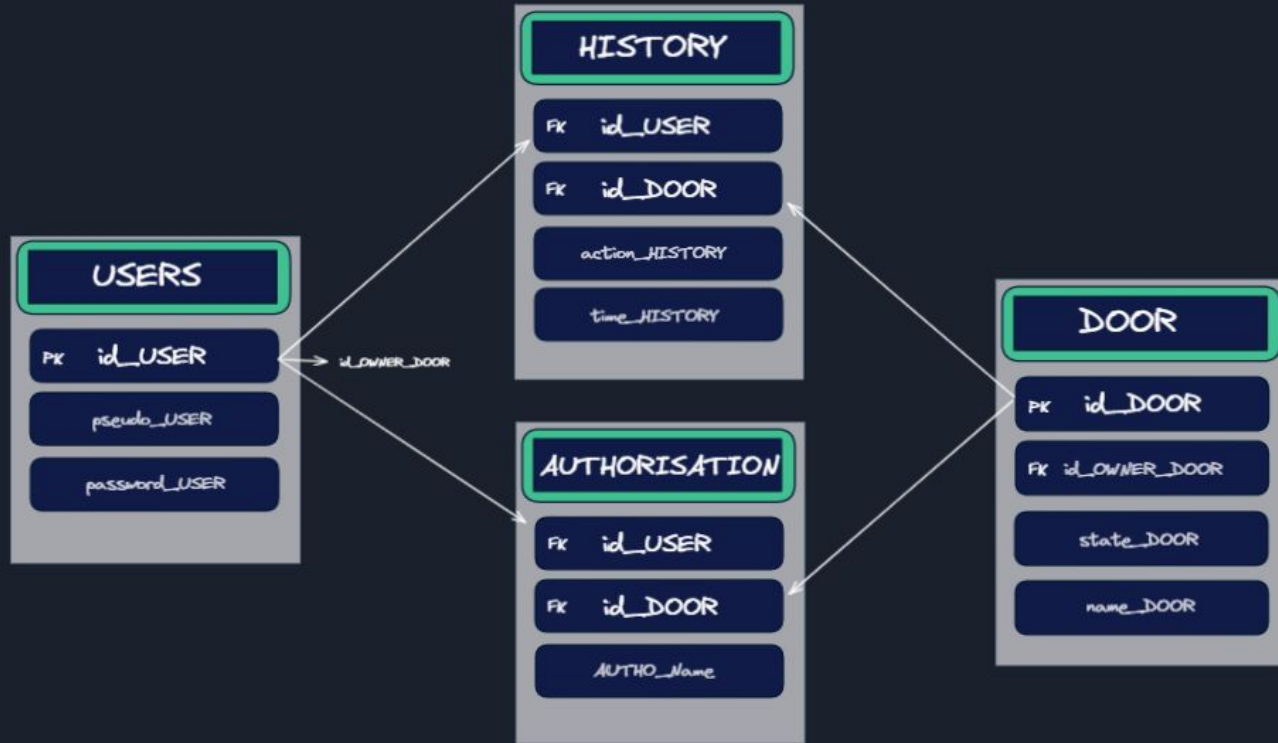 HISTORY
FK id_USER
FK id_DOOR
action_HISTORY
time_HISTORY
USERS
PK id_USER
pseudo_USER
password_USER
id_OWNER_DOOR
AUTHORISATION
FK id_USER
FK id_DOOR
AUTHO_Name
DOOR
PK id_DOOR
FK id_OWNER_DOOR
state_DOOR
name_DOOR